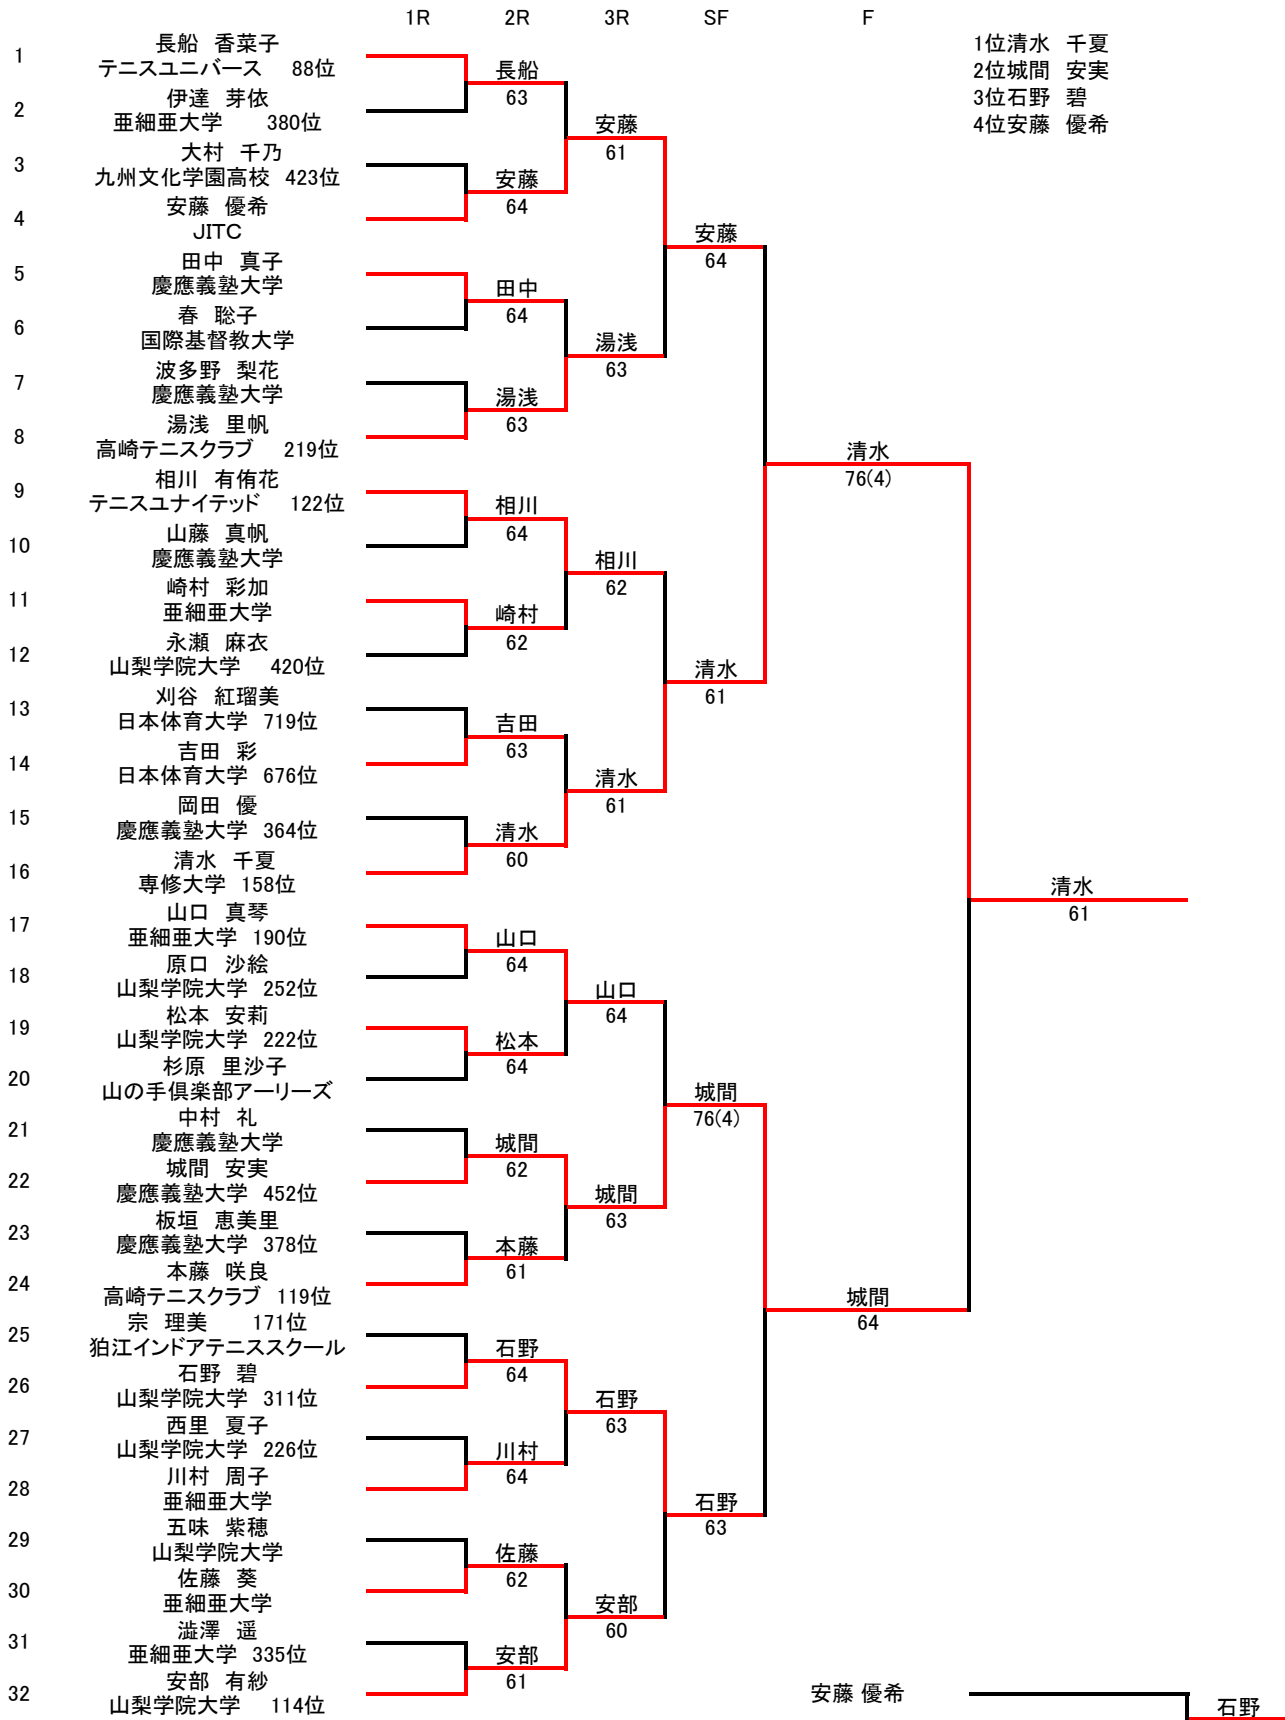 1R 2R 3R SF F
1位清水 千夏
2位城間 安実
3位石野 碧
4位安藤 優希
1 長船 香菜子
テニスユニバース 88位
2 伊達 芽依
亜細亜大学 380位
3 大村 千乃
九州文化学園高校 423位
4 安藤 優希
JITC
5 田中 真子
慶應義塾大学
6 春 聡子
国際基督教大学
7 波多野 梨花
慶應義塾大学
8 湯浅 里帆
高崎テニスクラブ 219位
9 相川 有侑花
テニスユナイテッド 122位
10 山藤 真帆
慶應義塾大学
11 崎村 彩加
亜細亜大学
12 永瀬 麻衣
山梨学院大学 420位
13 刈谷 紅瑠美
日本体育大学 719位
14 吉田 彩
日本体育大学 676位
15 岡田 優
慶應義塾大学 364位
16 清水 千夏
専修大学 158位
17 山口 真琴
亜細亜大学 190位
18 原口 沙絵
山梨学院大学 252位
19 松本 安莉
山梨学院大学 222位
20 杉原 里沙子
山の手倶楽部アーリーズ
21 中村 礼
慶應義塾大学
22 城間 安実
慶應義塾大学 452位
23 板垣 恵美里
慶應義塾大学 378位
24 本藤 咲良
高崎テニスクラブ 119位
25 宗 理美 171位
狛江インドアテニススクール
26 石野 碧
山梨学院大学 311位
27 西里 夏子
山梨学院大学 226位
28 川村 周子
亜細亜大学
29 五味 紫穂
山梨学院大学
30 佐藤 葵
亜細亜大学
31 澁澤 遥
亜細亜大学 335位
32 安部 有紗
山梨学院大学 114位
長船
63
安藤
64
田中
64
湯浅
63
相川
64
崎村
62
吉田
63
清水
60
山口
64
松本
64
城間
62
本藤
61
石野
64
川村
64
佐藤
62
安部
61
安藤
61
湯浅
63
相川
62
清水
61
山口
64
城間
63
石野
63
安部
60
安藤
64
清水
61
城間
76(4)
石野
63
清水
76(4)
城間
64
清水
61
安藤 優希
石野